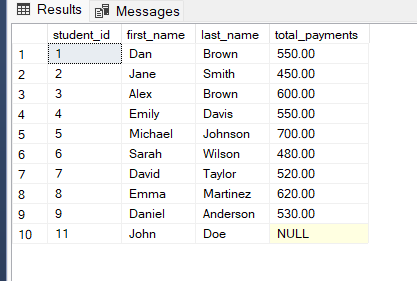 Results Messages
student_id first_name last_name total_payments
1 1 Dan Brown 550.00
2 2 Jane Smith 450.00
3 3 Alex Brown 600.00
4 4 Emily Davis 550.00
5 5 Michael Johnson 700.00
6 6 Sarah Wilson 480.00
7 7 David Taylor 520.00
8 8 Emma Martinez 620.00
9 9 Daniel Anderson 530.00
10 11 John Doe NULL